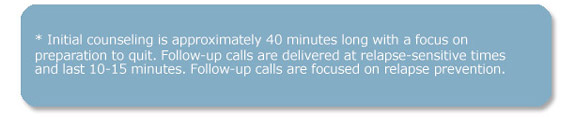 * Initial counseling is approximately 40 minutes long with a focus on
preparation to quit. Follow-up calls are delivered at relapse-sensitive times
and last 10-15 minutes. Follow-up calls are focused on relapse prevention.